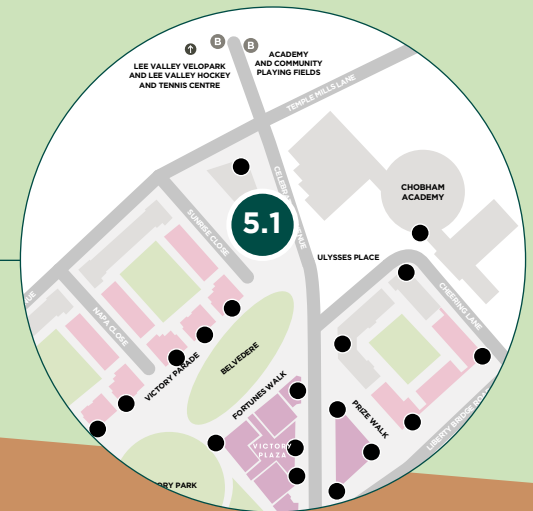 B
B
LEE VALLEY VELOPARK
AND LEE VALLEY HOCKEY
AND TENNIS CENTRE
ACADEMY
AND COMMUNITY
PLAYING FIELDS
TEMPLE MILLS LANE
CHOBHAM
ACADEMY
SUNRISE CLOSE
5.1
ULYSSES PLACE
CHEERING LANE
NAPA CLOSE
VICTORY PARADE
BELVEDERE
FORTUNES WALK
PRIZE WALK
LIBERTY BRIDGE
VICTORY
PLAZA
PARK